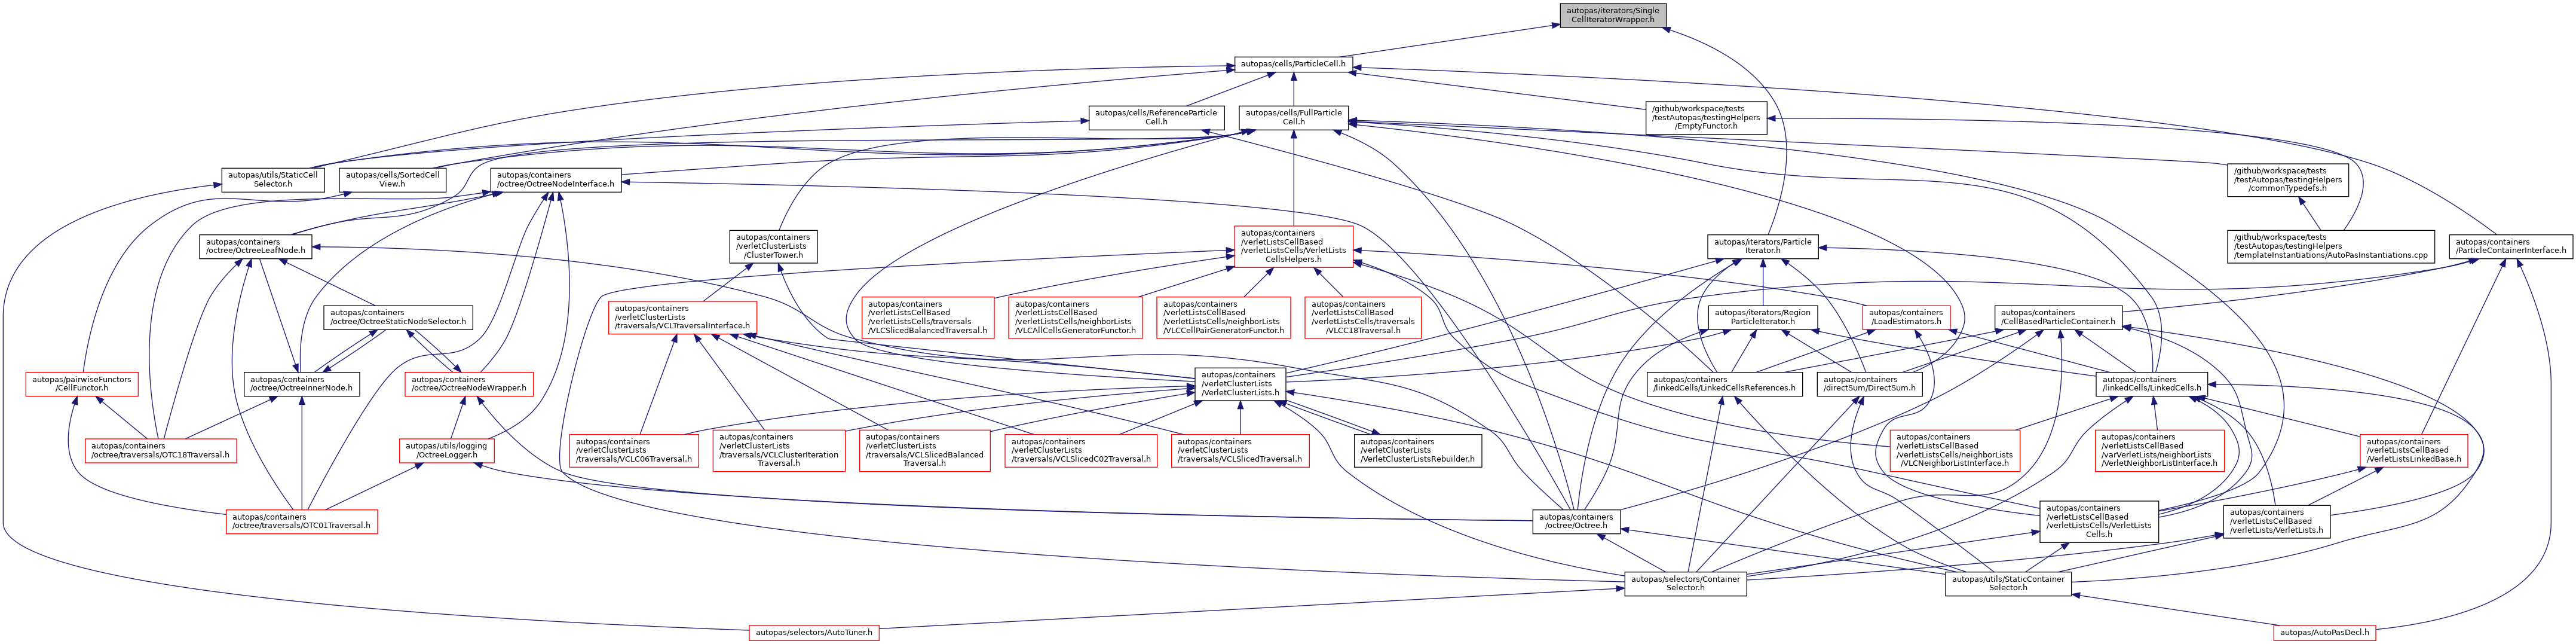 autopas/iterators/Single
CellIteratorWrapper.h
autopas/cells/ParticleCell.h
autopas/cells/ReferenceParticle
Cell.h
autopas/cells/FullParticle
Cell.h
/github/workspace/tests
/testAutopas/testingHelpers
/EmptyFunctor.h
autopas/utils/StaticCell
Selector.h
autopas/cells/SortedCell
View.h
autopas/containers
/octree/OctreeNodeInterface.h
/github/workspace/tests
/testAutopas/testingHelpers
/commonTypedefs.h
autopas/containers
/octree/OctreeLeafNode.h
autopas/containers
/verletClusterLists
/ClusterTower.h
autopas/containers
/verletListsCellBased
/verletListsCells/VerletLists
CellsHelpers.h
autopas/iterators/Particle
Iterator.h
/github/workspace/tests
/testAutopas/testingHelpers
/templateInstantiations/AutoPasInstantiations.cpp
autopas/containers
/ParticleContainerInterface.h
autopas/containers
/octree/OctreeStaticNodeSelector.h
autopas/containers
/verletClusterLists
/traversals/VCLTraversalInterface.h
autopas/containers
/verletListsCellBased
/verletListsCells/traversals
/VLCSlicedBalancedTraversal.h
autopas/containers
/verletListsCellBased
/verletListsCells/neighborLists
/VLCAllCellsGeneratorFunctor.h
autopas/containers
/verletListsCellBased
/verletListsCells/neighborLists
/VLCCellPairGeneratorFunctor.h
autopas/containers
/verletListsCellBased
/verletListsCells/traversals
/VLCC18Traversal.h
autopas/iterators/Region
ParticleIterator.h
autopas/containers
/LoadEstimators.h
autopas/containers
/CellBasedParticleContainer.h
autopas/pairwiseFunctors
/CellFunctor.h
autopas/containers
/octree/OctreeInnerNode.h
autopas/containers
/octree/OctreeNodeWrapper.h
autopas/containers
/verletClusterLists
/VerletClusterLists.h
autopas/containers
/linkedCells/LinkedCellsReferences.h
autopas/containers
/directSum/DirectSum.h
autopas/containers
/linkedCells/LinkedCells.h
autopas/containers
/octree/traversals/OTC18Traversal.h
autopas/utils/logging
/OctreeLogger.h
autopas/containers
/verletClusterLists
/traversals/VCLC06Traversal.h
autopas/containers
/verletClusterLists
/traversals/VCLClusterIteration
Traversal.h
autopas/containers
/verletClusterLists
/traversals/VCLSlicedBalanced
Traversal.h
autopas/containers
/verletClusterLists
/traversals/VCLSlicedC02Traversal.h
autopas/containers
/verletClusterLists
/traversals/VCLSlicedTraversal.h
autopas/containers
/verletClusterLists
/VerletClusterListsRebuilder.h
autopas/containers
/verletListsCellBased
/verletListsCells/neighborLists
/VLCNeighborListInterface.h
autopas/containers
/verletListsCellBased
/varVerletLists/neighborLists
/VerletNeighborListInterface.h
autopas/containers
/verletListsCellBased
/VerletListsLinkedBase.h
autopas/containers
/octree/traversals/OTC01Traversal.h
autopas/containers
/octree/Octree.h
autopas/containers
/verletListsCellBased
/verletListsCells/VerletLists
Cells.h
autopas/containers
/verletListsCellBased
/verletLists/VerletLists.h
autopas/selectors/Container
Selector.h
autopas/utils/StaticContainer
Selector.h
autopas/selectors/AutoTuner.h
autopas/AutoPasDecl.h